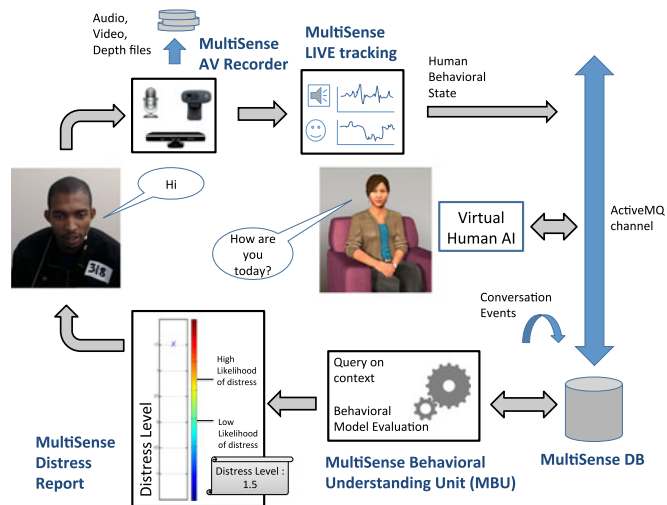 Audio,
Video,
Depth files
MultiSense
AV Recorder
MultiSense
LIVE tracking
Human
Behavioral
State
Hi
318
How are
you
today?
Virtual
Human AI
ActiveMQ
channel
Conversation
Events
Distress Level
x
High
Likelihood
of distress
Low
Likelihood
of distress
Distress Level :
1.5
Query on
context
Behavioral
Model Evaluation
MultiSense
Distress
Report
MultiSense Behavioral
Understanding Unit (MBU)
MultiSense DB